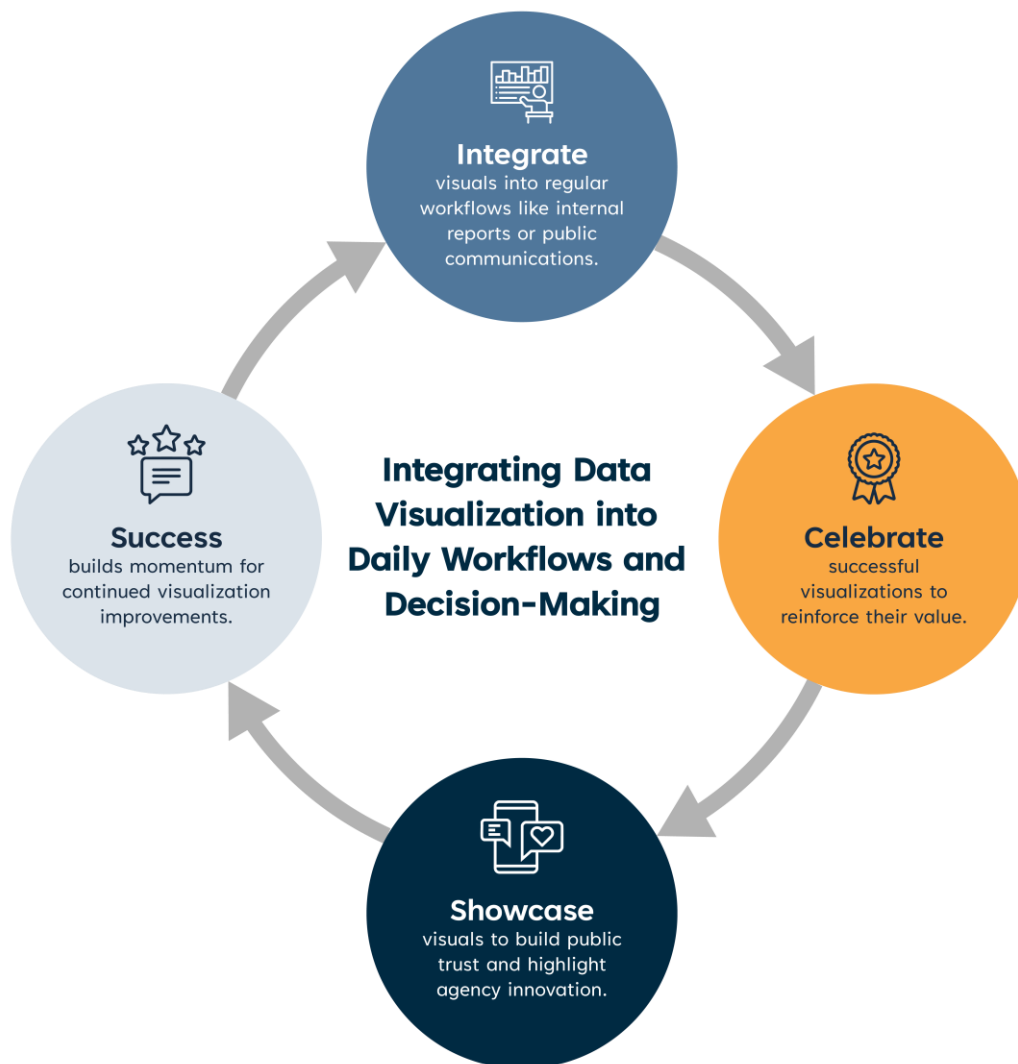 Integrate
visuals into regular
workflows like internal
reports or public
communications.
Success
builds momentum for
continued visualization
improvements.
Integrating Data
Visualization into
Daily Workflows and
Decision-Making
Celebrate
successful
visualizations to
reinforce their value.
Showcase
visuals to build public
trust and highlight
agency innovation.